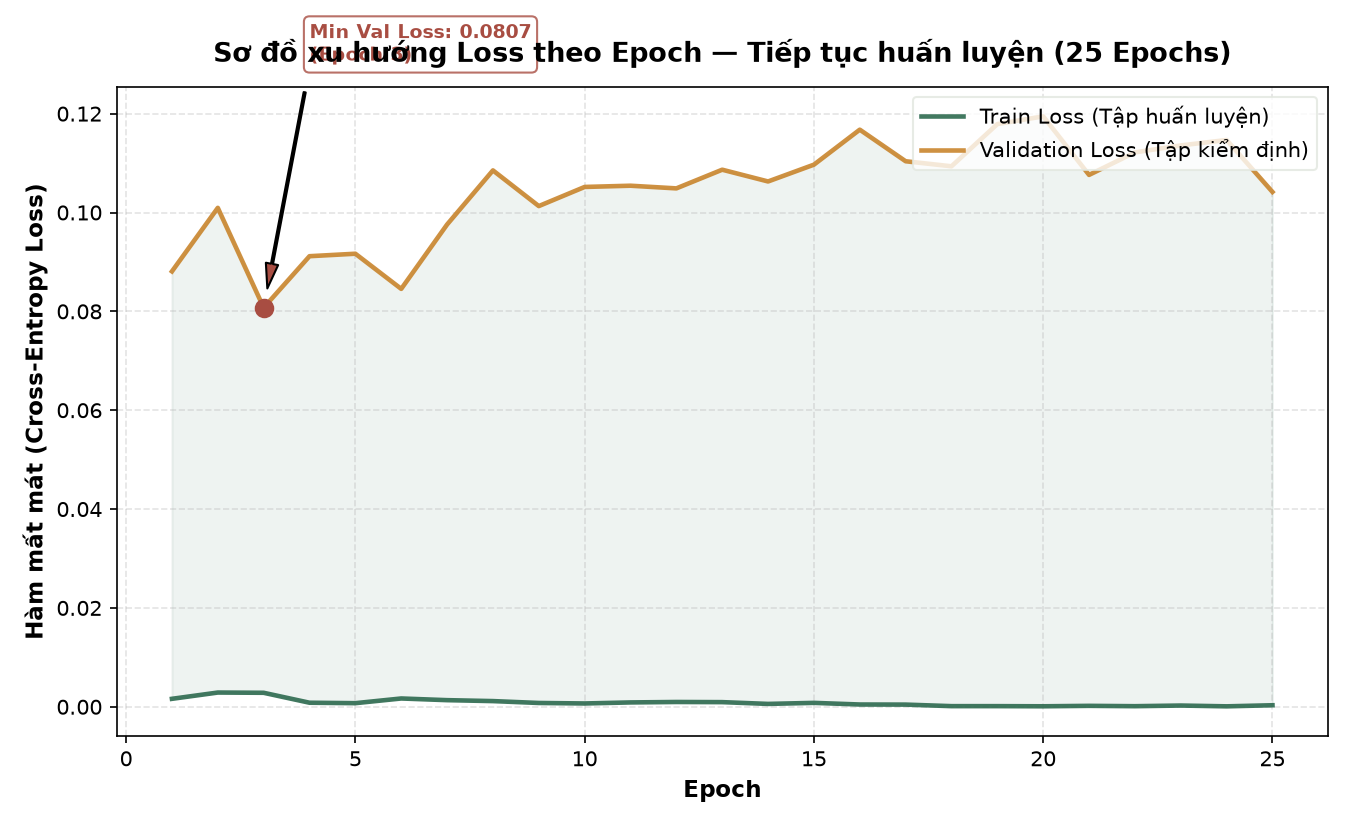 Min Val Loss: 0.0807
(Epoch 3)
Sơ đồ xu hướng Loss theo Epoch — Tiếp tục huấn luyện (25 Epochs)
Train Loss (Tập huấn luyện)
Validation Loss (Tập kiểm định)
Hàm mất mát (Cross-Entropy Loss)
0.12
0.10
0.08
0.06
0.04
0.02
0.00
0 5 10 15 20 25
Epoch